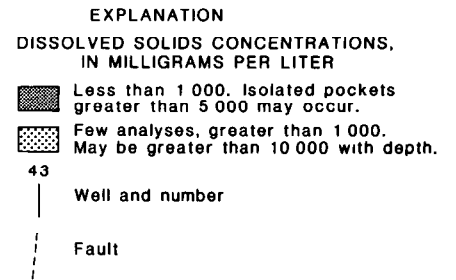 EXPLANATION
DISSOLVED SOLIDS CONCENTRATIONS,
IN MILLIGRAMS PER LITER
Less than 1 000. Isolated pockets
greater than 5 000 may occur.
Few analyses, greater than 1 000.
May be greater than 10 000 with depth.
43
Well and number
Fault